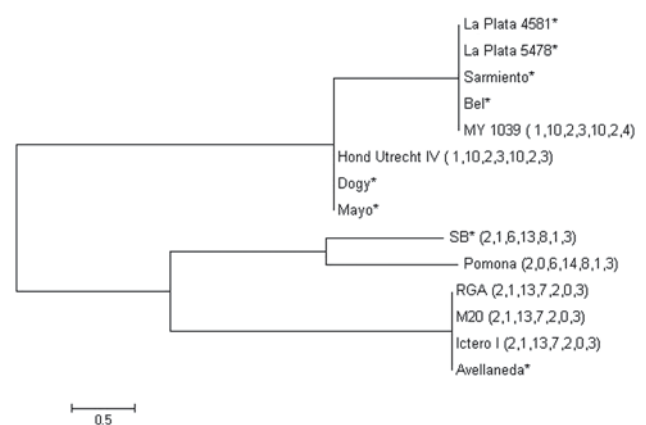 La Plata 4581*
La Plata 5478*
Sarmiento*
Bel*
MY 1039 ( 1,10,2,3,10,2,4)
Hond Utrecht IV ( 1,10,2,3,10,2,3)
Dogy*
Mayo*
SB* (2,1,6,13,8,1,3)
Pomona (2,0,6,14,8,1,3)
RGA (2,1,13,7,2,0,3)
M20 (2,1,13,7,2,0,3)
Ictero I (2,1,13,7,2,0,3)
Avellaneda*
0.5